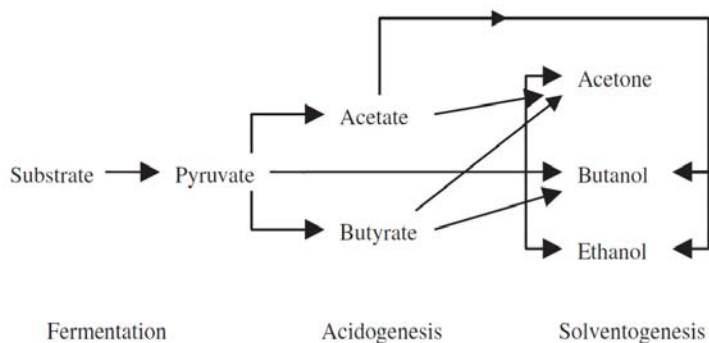 Acetone
Acetate
Substrate Pyruvate Butanol
Butyrate
Ethanol
Fermentation Acidogenesis Solventogenesis